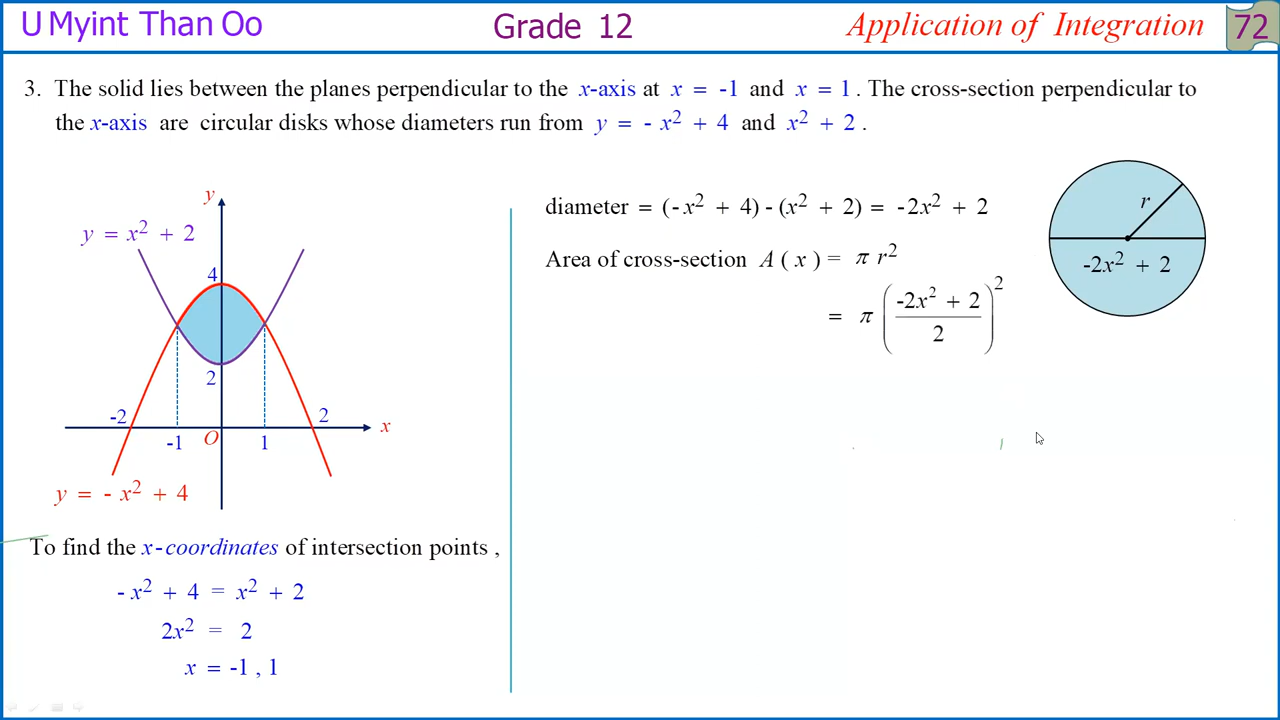 U Myint Than Oo
Grade 12
Application of Integration
72
3. The solid lies between the planes perpendicular to the x-axis at x = -1 and x = 1. The cross-section perpendicular to
the x-axis are circular disks whose diameters run from y = - x² + 4 and x² + 2 .
y
y = x² + 2
4
2
-2
2
x
-1
O
1
y = - x² + 4
To find the x-coordinates of intersection points ,
- x² + 4 = x² + 2
2x² = 2
x = -1 , 1
diameter = (- x² + 4) - (x² + 2) = -2x² + 2
Area of cross-section A ( x ) = π r²
= π ( (-2x² + 2) / 2 )²
r
-2x² + 2